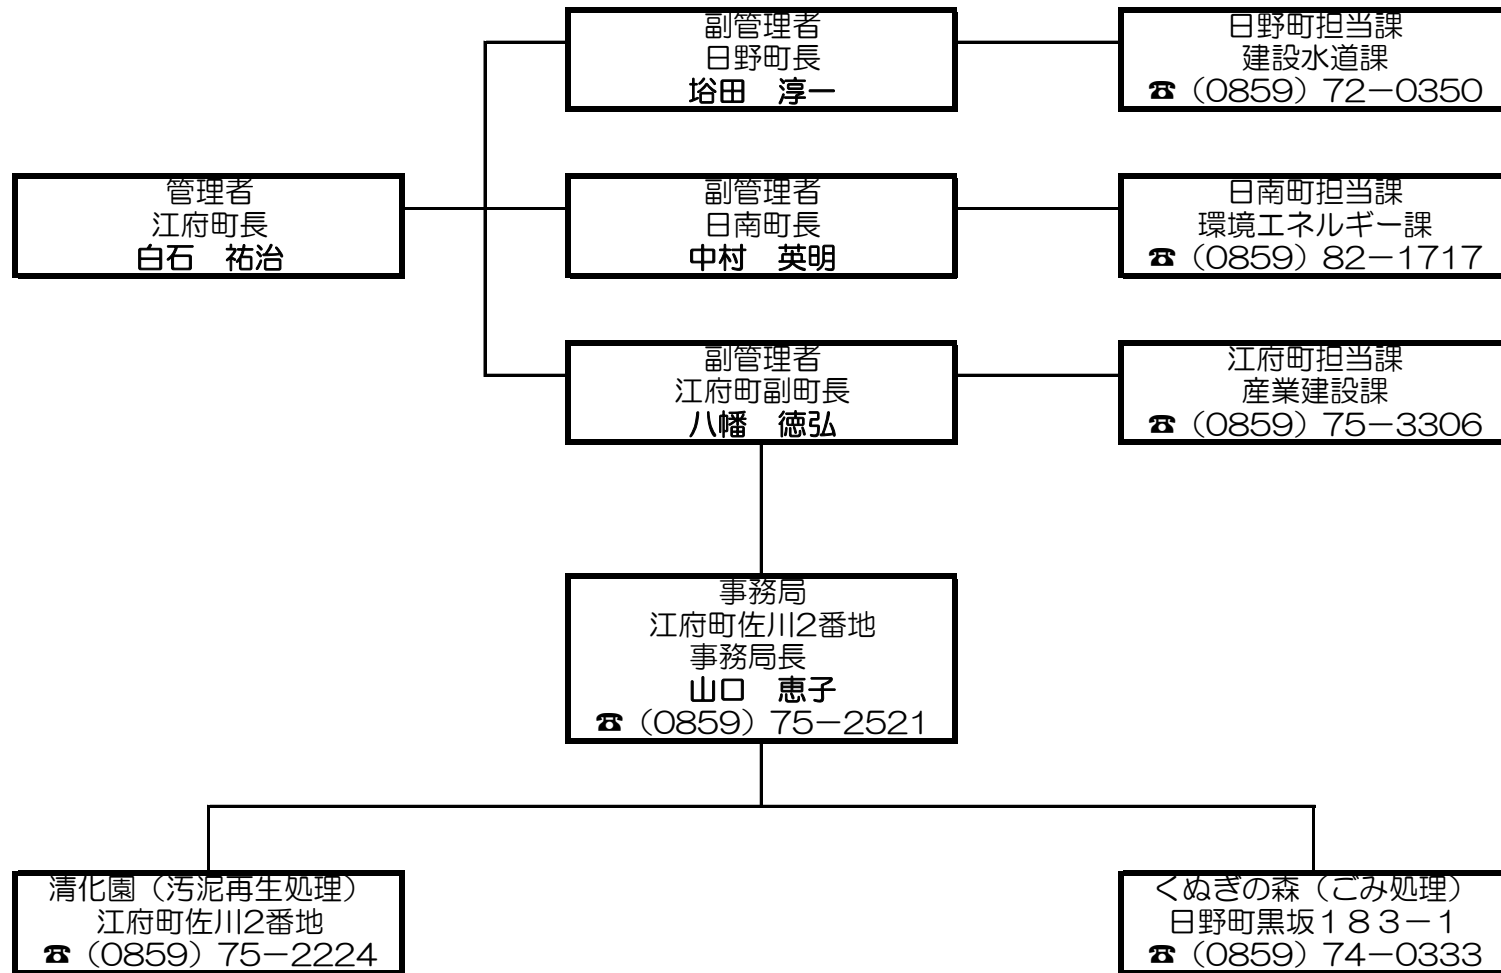 副管理者
日野町長
塔田　淳一
日野町担当課
建設水道課
☎（0859）72－0350
管理者
江府町長
白石　祐治
副管理者
日南町長
中村　英明
日南町担当課
環境エネルギー課
☎（0859）82－1717
副管理者
江府町副町長
八幡　徳弘
江府町担当課
産業建設課
☎（0859）75－3306
事務局
江府町佐川2番地
事務局長
山口　恵子
☎（0859）75－2521
清化園（汚泥再生処理）
江府町佐川2番地
☎（0859）75－2224
くぬぎの森（ごみ処理）
日野町黒坂１８３－1
☎（0859）74－0333